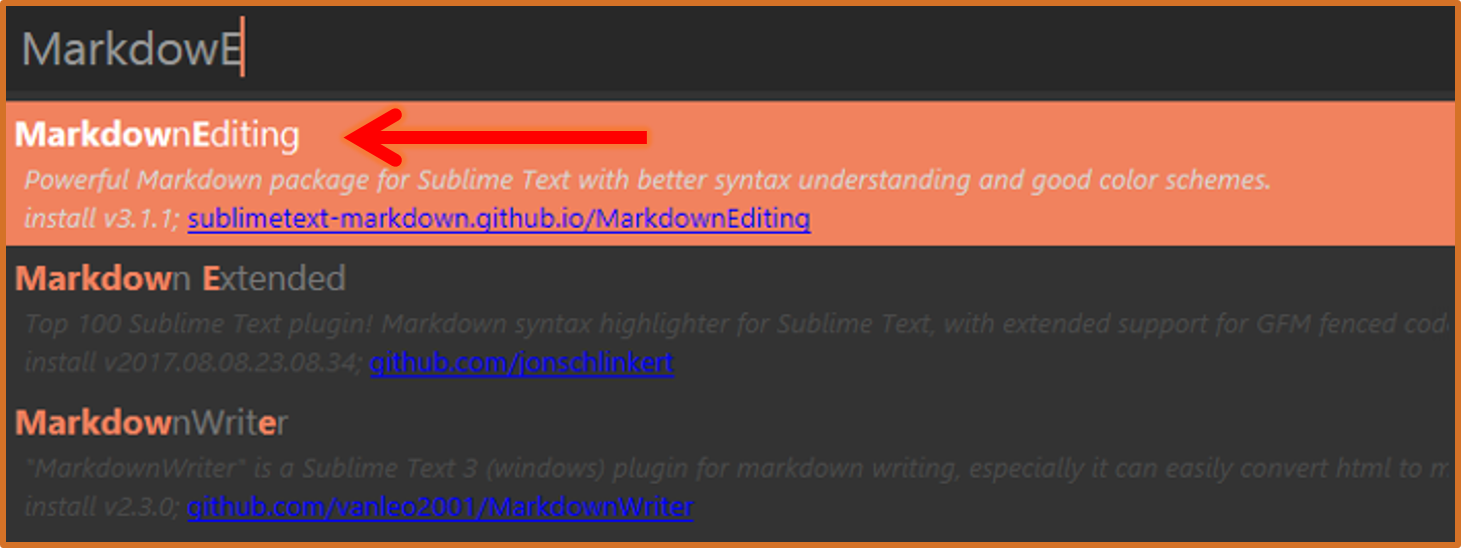 MarkdowE
MarkdownEditing
Powerful Markdown package for Sublime Text with better syntax understanding and good color schemes.
install v3.1.1; sublimetext-markdown.github.io/MarkdownEditing
Markdown Extended
Top 100 Sublime Text plugin! Markdown syntax highlighter for Sublime Text, with extended support for GFM fenced cod
install v2017.08.08.23.08.34; github.com/jonschlinkert
MarkdownWriter
"MarkdownWriter" is a Sublime Text 3 (windows) plugin for markdown writing, especially it can easily convert html to m
install v2.3.0; github.com/vanleo2001/MarkdownWriter